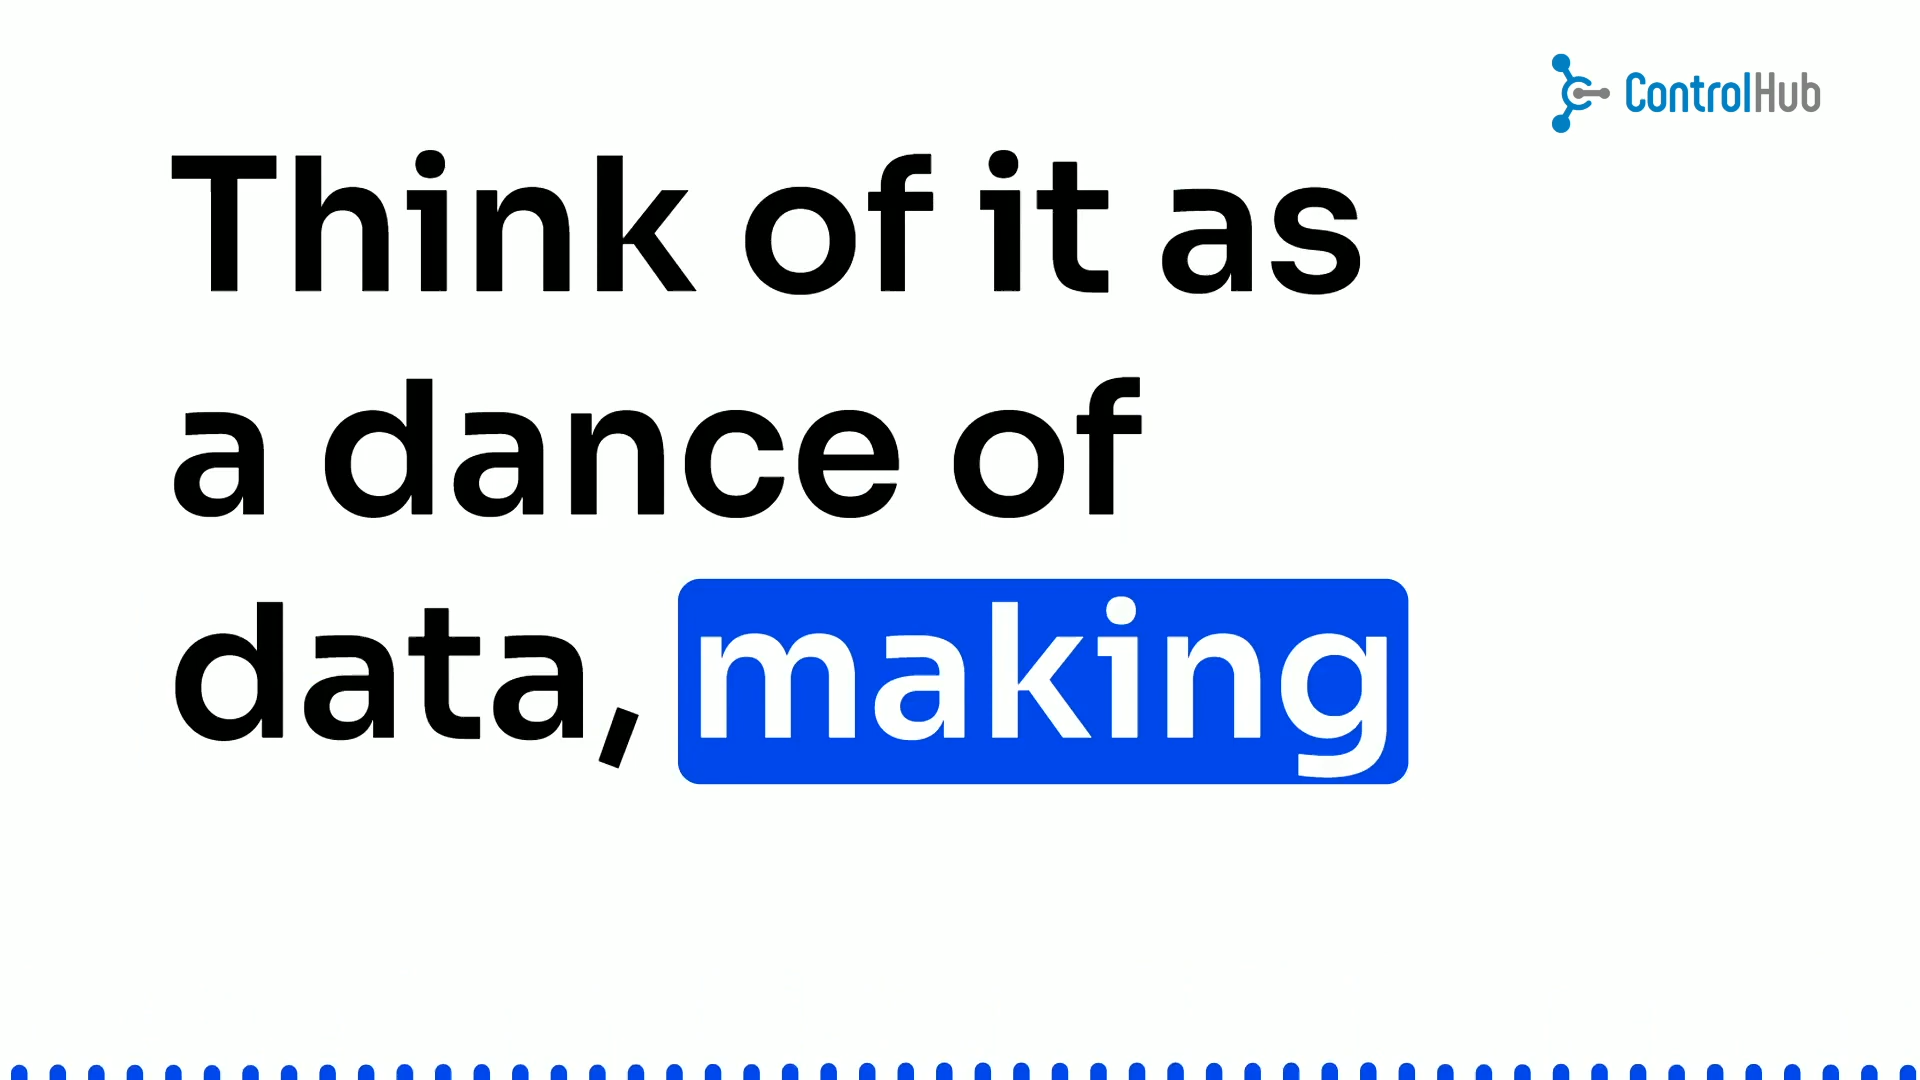 ControlHub
Think of it as
a dance of
data, making